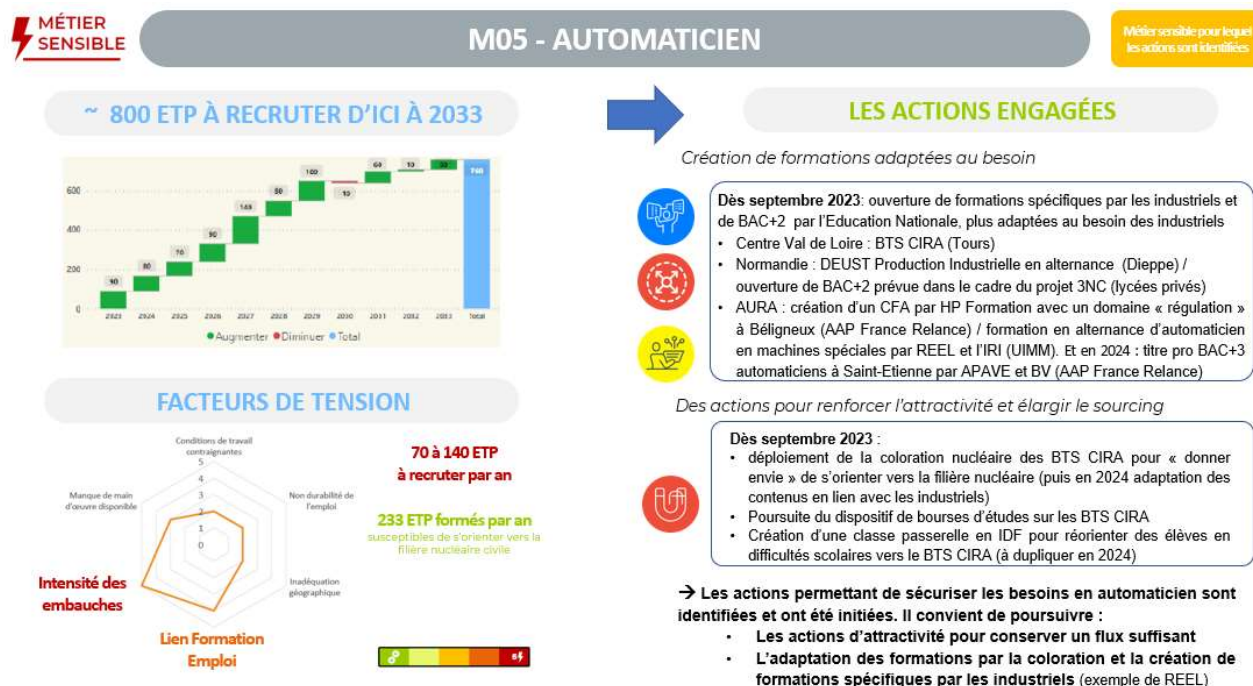 MÉTIER
SENSIBLE
M05 - AUTOMATICIEN
Métier sensible pour lequel
les actions sont identifiées
~ 800 ETP À RECRUTER D'ICI À 2033
600
400
200
0
90
80
70
90
80
100
10
60
10
2023
2024
2025
2026
2027
2028
2029
2030
2031
2032
2033
Total
Augmenter
Diminuer
Total
FACTEURS DE TENSION
Conditions de travail
contraignantes
5
4
3
2
1
0
Non durabilité de
l'emploi
Inadéquation
géographique
Lien Formation
Emploi
Intensité des
embauches
Manque de main
d'œuvre disponible
70 à 140 ETP
à recruter par an
233 ETP formés par an
susceptibles de s'orienter vers la
filière nucléaire civile
LES ACTIONS ENGAGÉES
Création de formations adaptées au besoin
Dès septembre 2023: ouverture de formations spécifiques par les industriels et
de BAC+2 par l'Education Nationale, plus adaptées au besoin des industriels
• Centre Val de Loire : BTS CIRA (Tours)
• Normandie : DEUST Production Industrielle en alternance (Dieppe) /
ouverture de BAC+2 prévue dans le cadre du projet 3NC (lycées privés)
• AURA : création d'un CFA par HP Formation avec un domaine « régulation »
à Béligneux (AAP France Relance) / formation en alternance d'automaticien
en machines spéciales par REEL et l'IRI (UIMM). Et en 2024 : titre pro BAC+3
automaticiens à Saint-Etienne par APAVE et BV (AAP France Relance)
Des actions pour renforcer l'attractivité et élargir le sourcing
Dès septembre 2023 :
• déploiement de la coloration nucléaire des BTS CIRA pour « donner
envie » de s'orienter vers la filière nucléaire (puis en 2024 adaptation des
contenus en lien avec les industriels)
• Poursuite du dispositif de bourses d'études sur les BTS CIRA
• Création d'une classe passerelle en IDF pour réorienter des élèves en
difficultés scolaires vers le BTS CIRA (à dupliquer en 2024)
→ Les actions permettant de sécuriser les besoins en automaticien sont
identifiées et ont été initiées. Il convient de poursuivre :
• Les actions d'attractivité pour conserver un flux suffisant
• L'adaptation des formations par la coloration et la création de
formations spécifiques par les industriels (exemple de REEL)